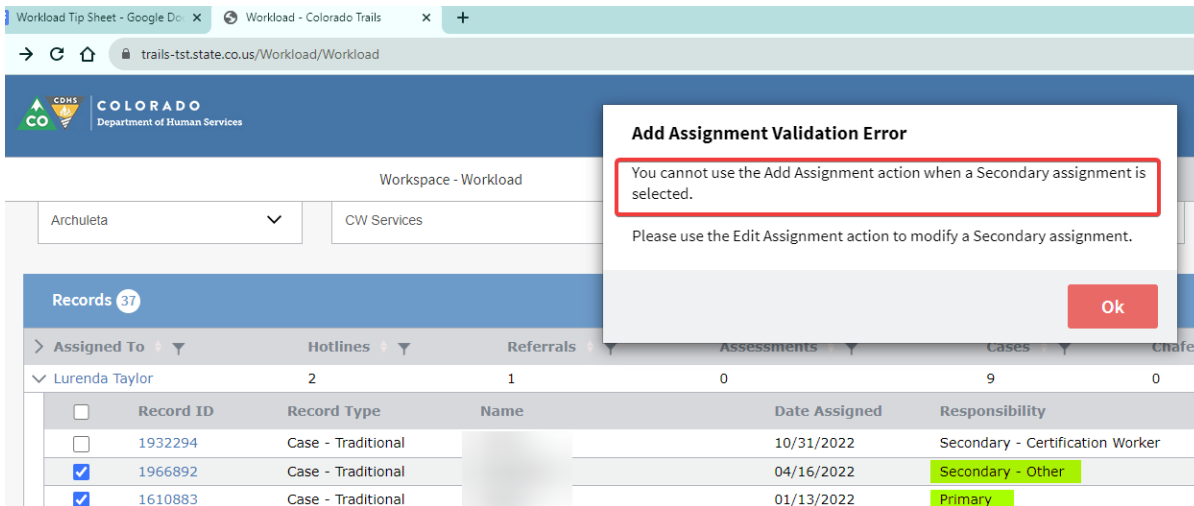 Workload Tip Sheet - Google Do
Workload - Colorado Trails
trails-tst.state.co.us/Workload/Workload
CO
CDHS
COLORADO
Department of Human Services
Add Assignment Validation Error
You cannot use the Add Assignment action when a Secondary assignment is
selected.
Please use the Edit Assignment action to modify a Secondary assignment.
Ok
Workspace - Workload
Archuleta
CW Services
Records 37
Assigned To Hotlines Referrals Assessments Cases Chafe
Lurenda Taylor 2 1 0 9 0
Record ID Record Type Name Date Assigned Responsibility
1932294 Case - Traditional 10/31/2022 Secondary - Certification Worker
1966892 Case - Traditional 04/16/2022 Secondary - Other
1610883 Case - Traditional 01/13/2022 Primary